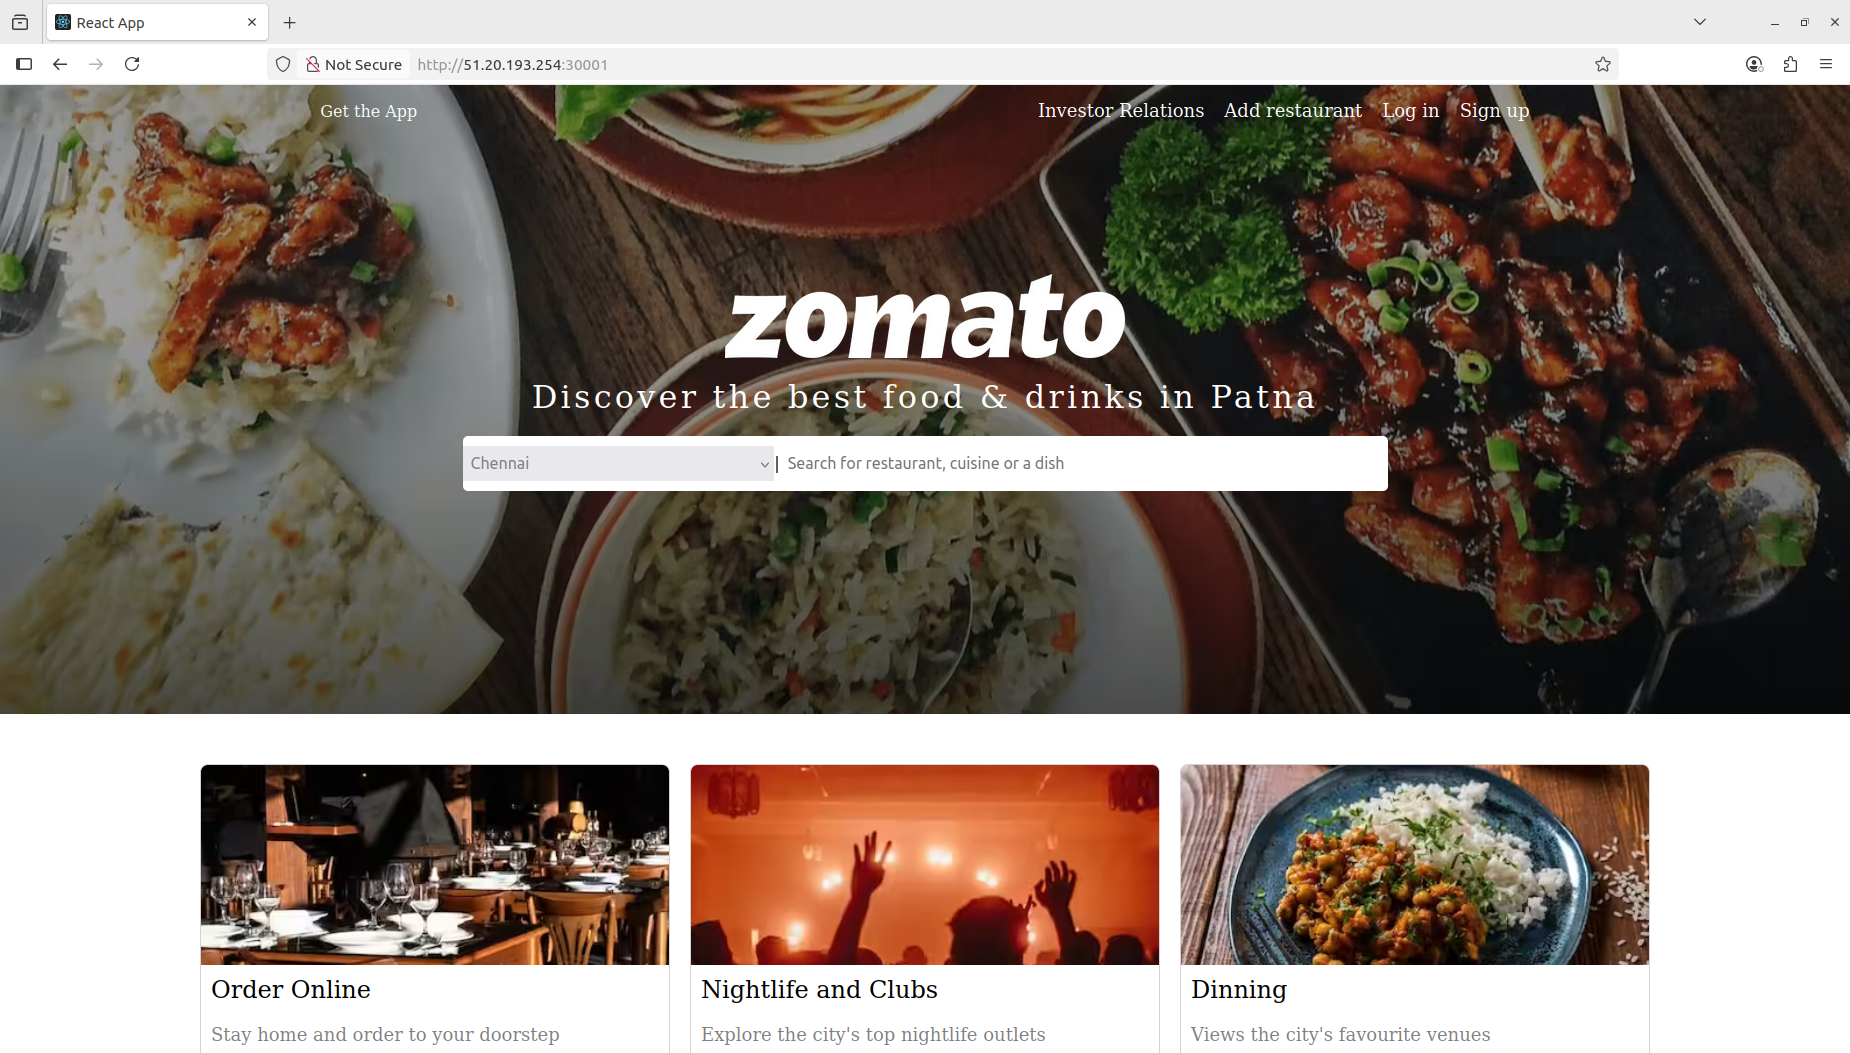 React App
Not Secure
http://51.20.193.254:30001
Get the App
Investor Relations
Add restaurant
Log in
Sign up
zomato
Discover the best food & drinks in Patna
Chennai
Search for restaurant, cuisine or a dish
Order Online
Stay home and order to your doorstep
Nightlife and Clubs
Explore the city's top nightlife outlets
Dinning
Views the city's favourite venues